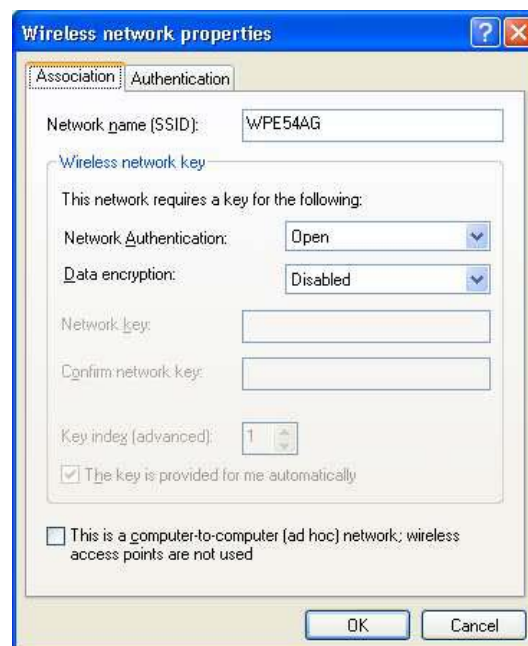 Wireless network properties
Association Authentication
Network name (SSID): WPE54AG
Wireless network key
This network requires a key for the following:
Network Authentication: Open
Data encryption: Disabled
Network key:
Confirm network key:
Key index (advanced): 1
The key is provided for me automatically
This is a computer-to-computer (ad hoc) network; wireless
access points are not used
OK Cancel